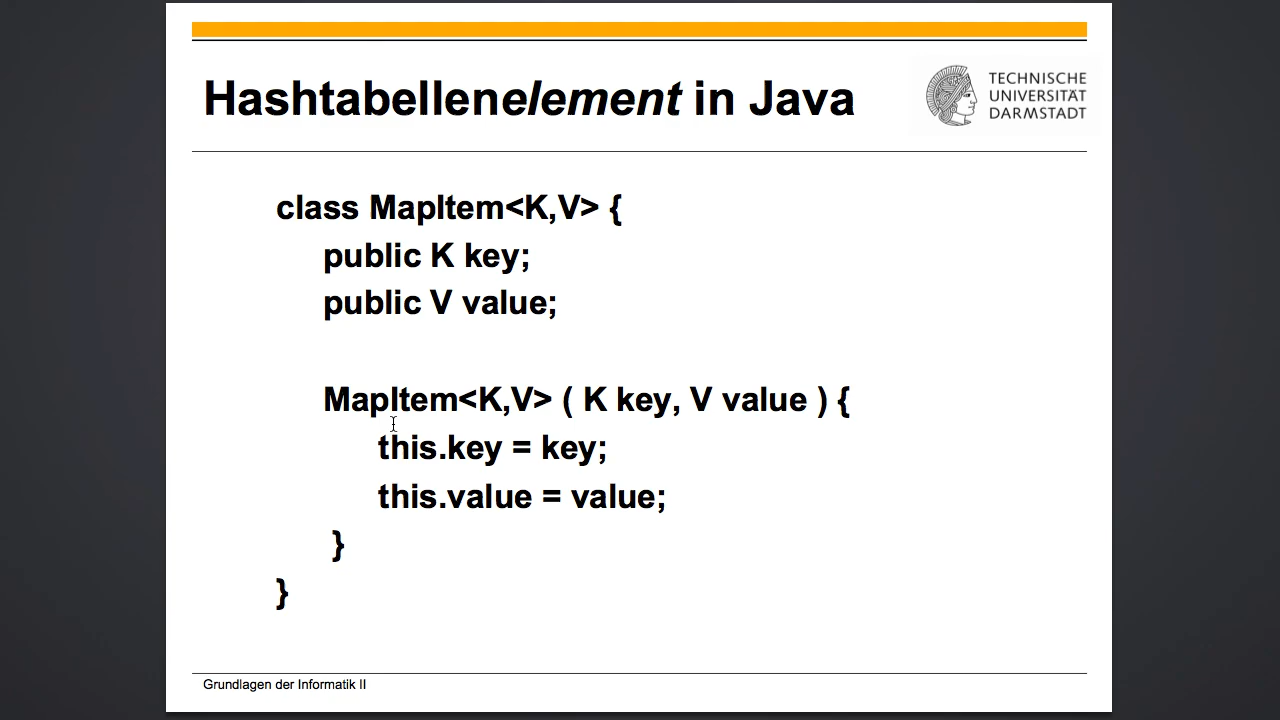 Hashtabellenelement in Java
TECHNISCHE
UNIVERSITÄT
DARMSTADT
class MapItem<K,V> {
public K key;
public V value;
MapItem<K,V> ( K key, V value ) {
this.key = key;
this.value = value;
}
}
Grundlagen der Informatik II